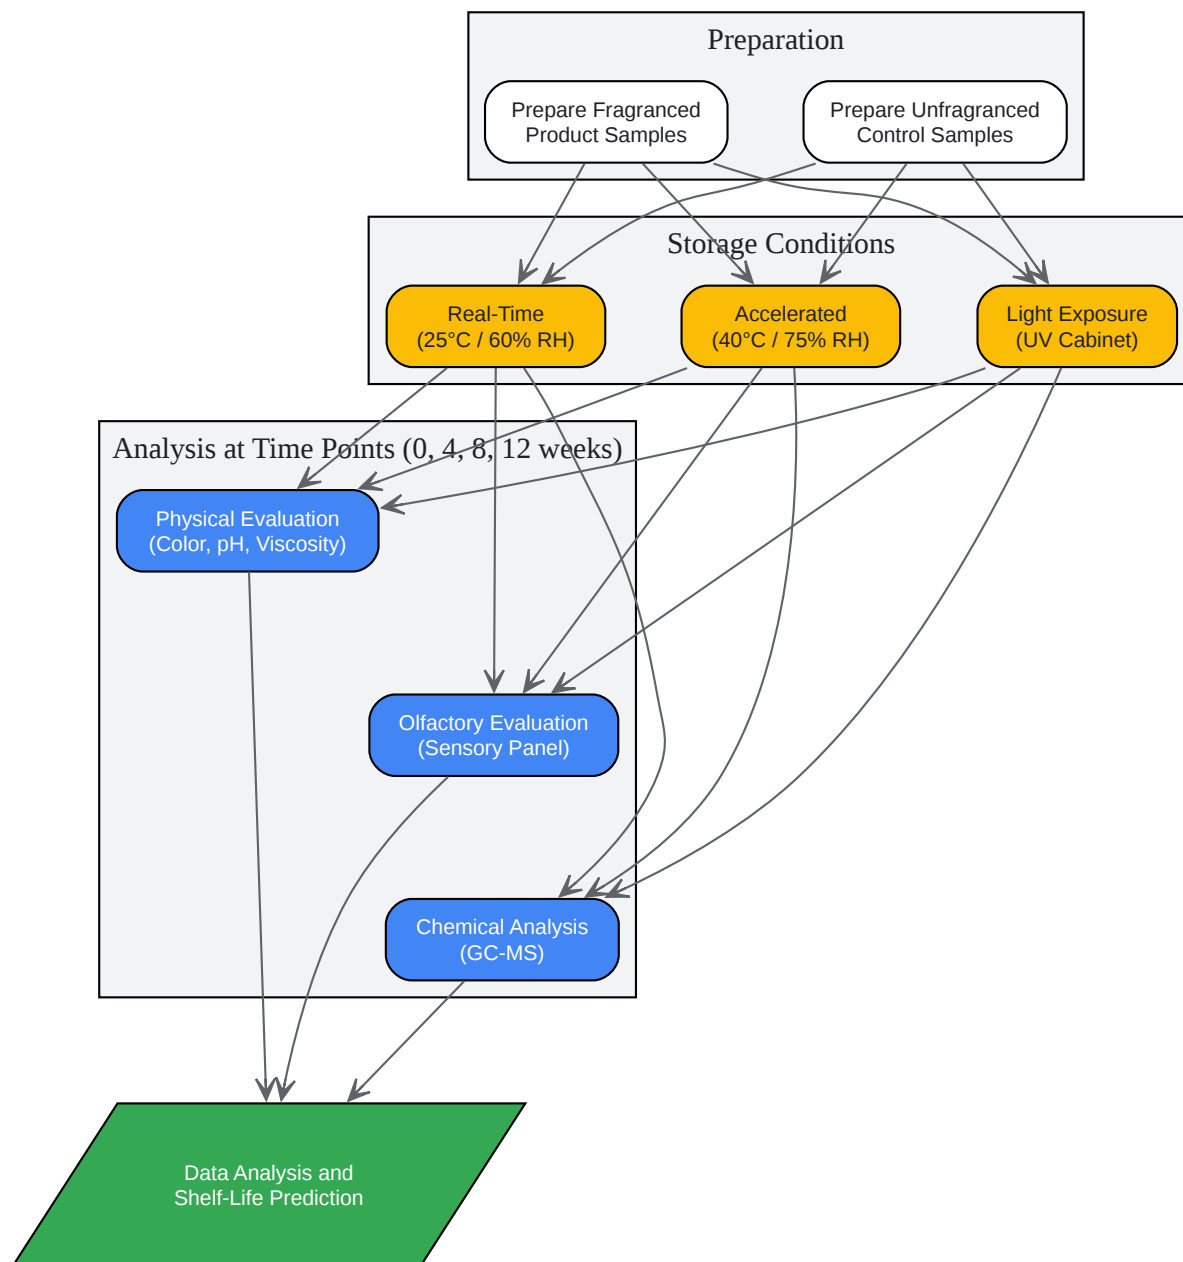 Preparation
Prepare Fragranced
Product Samples
Prepare Unfragranced
Control Samples
Storage Conditions
Real-Time
(25°C / 60% RH)
Accelerated
(40°C / 75% RH)
Light Exposure
(UV Cabinet)
Analysis at Time Points (0, 4, 8, 12 weeks)
Physical Evaluation
(Color, pH, Viscosity)
Olfactory Evaluation
(Sensory Panel)
Chemical Analysis
(GC-MS)
Data Analysis and
Shelf-Life Prediction